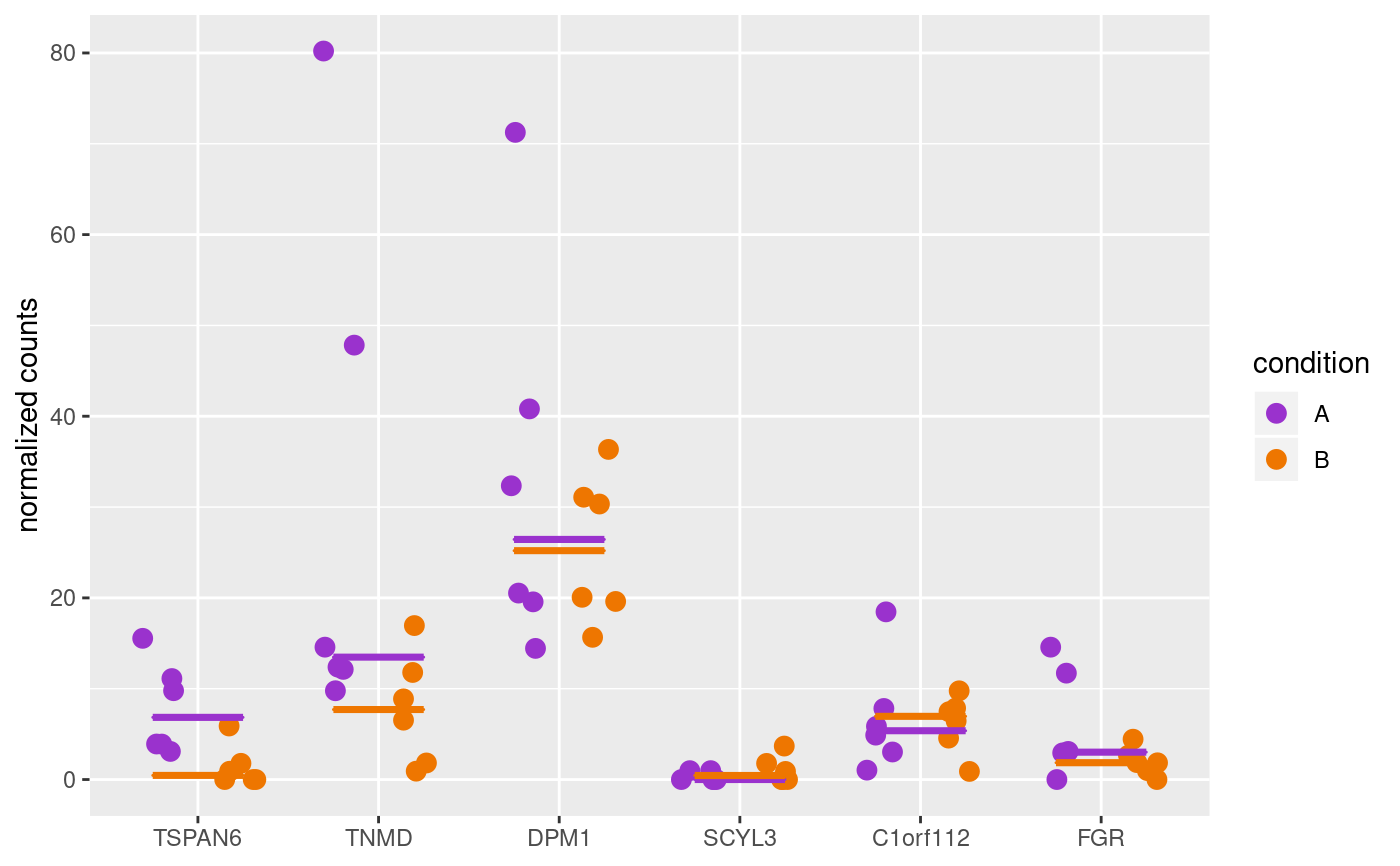 normalized counts
80
60
40
20
0
TSPAN6 TNMD DPM1 SCYL3 C1orf112 FGR
condition
A
B